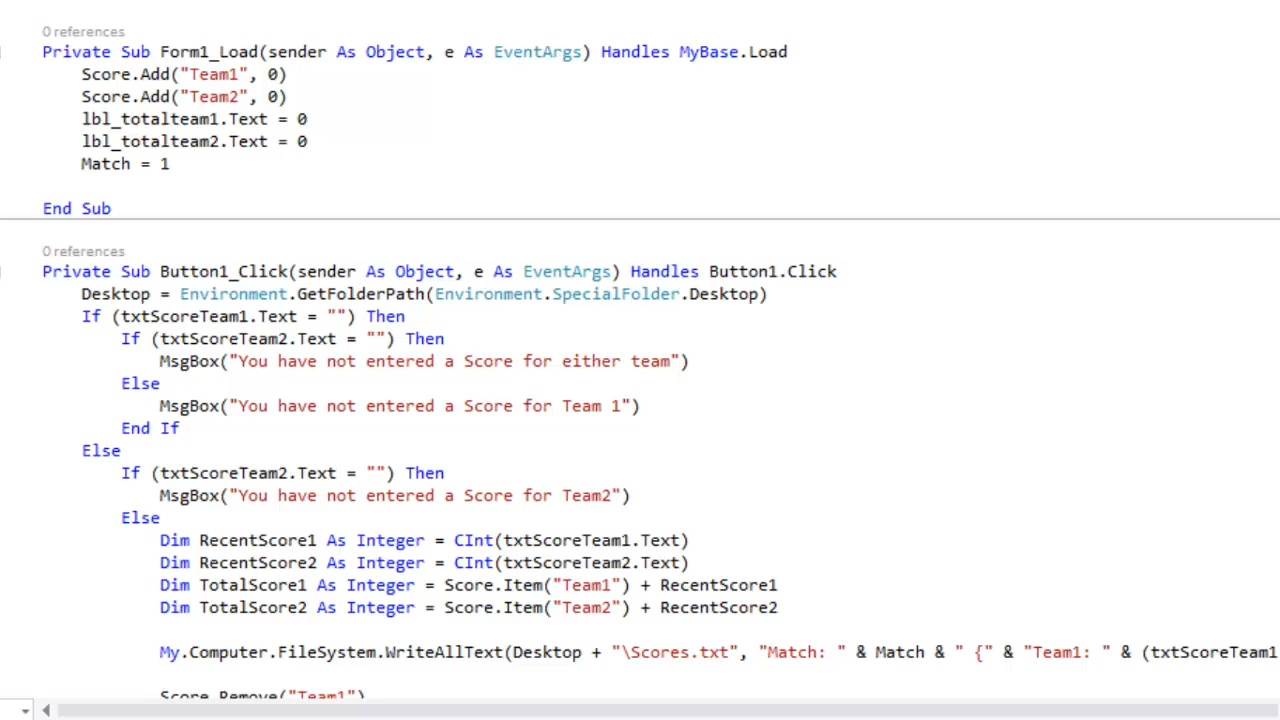 0 references
Private Sub Form1_Load(sender As Object, e As EventArgs) Handles MyBase.Load
Score.Add("Team1", 0)
Score.Add("Team2", 0)
lbl_totalteam1.Text = 0
lbl_totalteam2.Text = 0
Match = 1
End Sub
0 references
Private Sub Button1_Click(sender As Object, e As EventArgs) Handles Button1.Click
Desktop = Environment.GetFolderPath(Environment.SpecialFolder.Desktop)
If (txtScoreTeam1.Text = "") Then
If (txtScoreTeam2.Text = "") Then
MsgBox("You have not entered a Score for either team")
Else
MsgBox("You have not entered a Score for Team 1")
End If
Else
If (txtScoreTeam2.Text = "") Then
MsgBox("You have not entered a Score for Team2")
Else
Dim RecentScore1 As Integer = CInt(txtScoreTeam1.Text)
Dim RecentScore2 As Integer = CInt(txtScoreTeam2.Text)
Dim TotalScore1 As Integer = Score.Item("Team1") + RecentScore1
Dim TotalScore2 As Integer = Score.Item("Team2") + RecentScore2
My.Computer.FileSystem.WriteAllText(Desktop + "\Scores.txt", "Match: " & Match & " {" & "Team1: " & (txtScoreTeam1
Score.Remove("Team1")